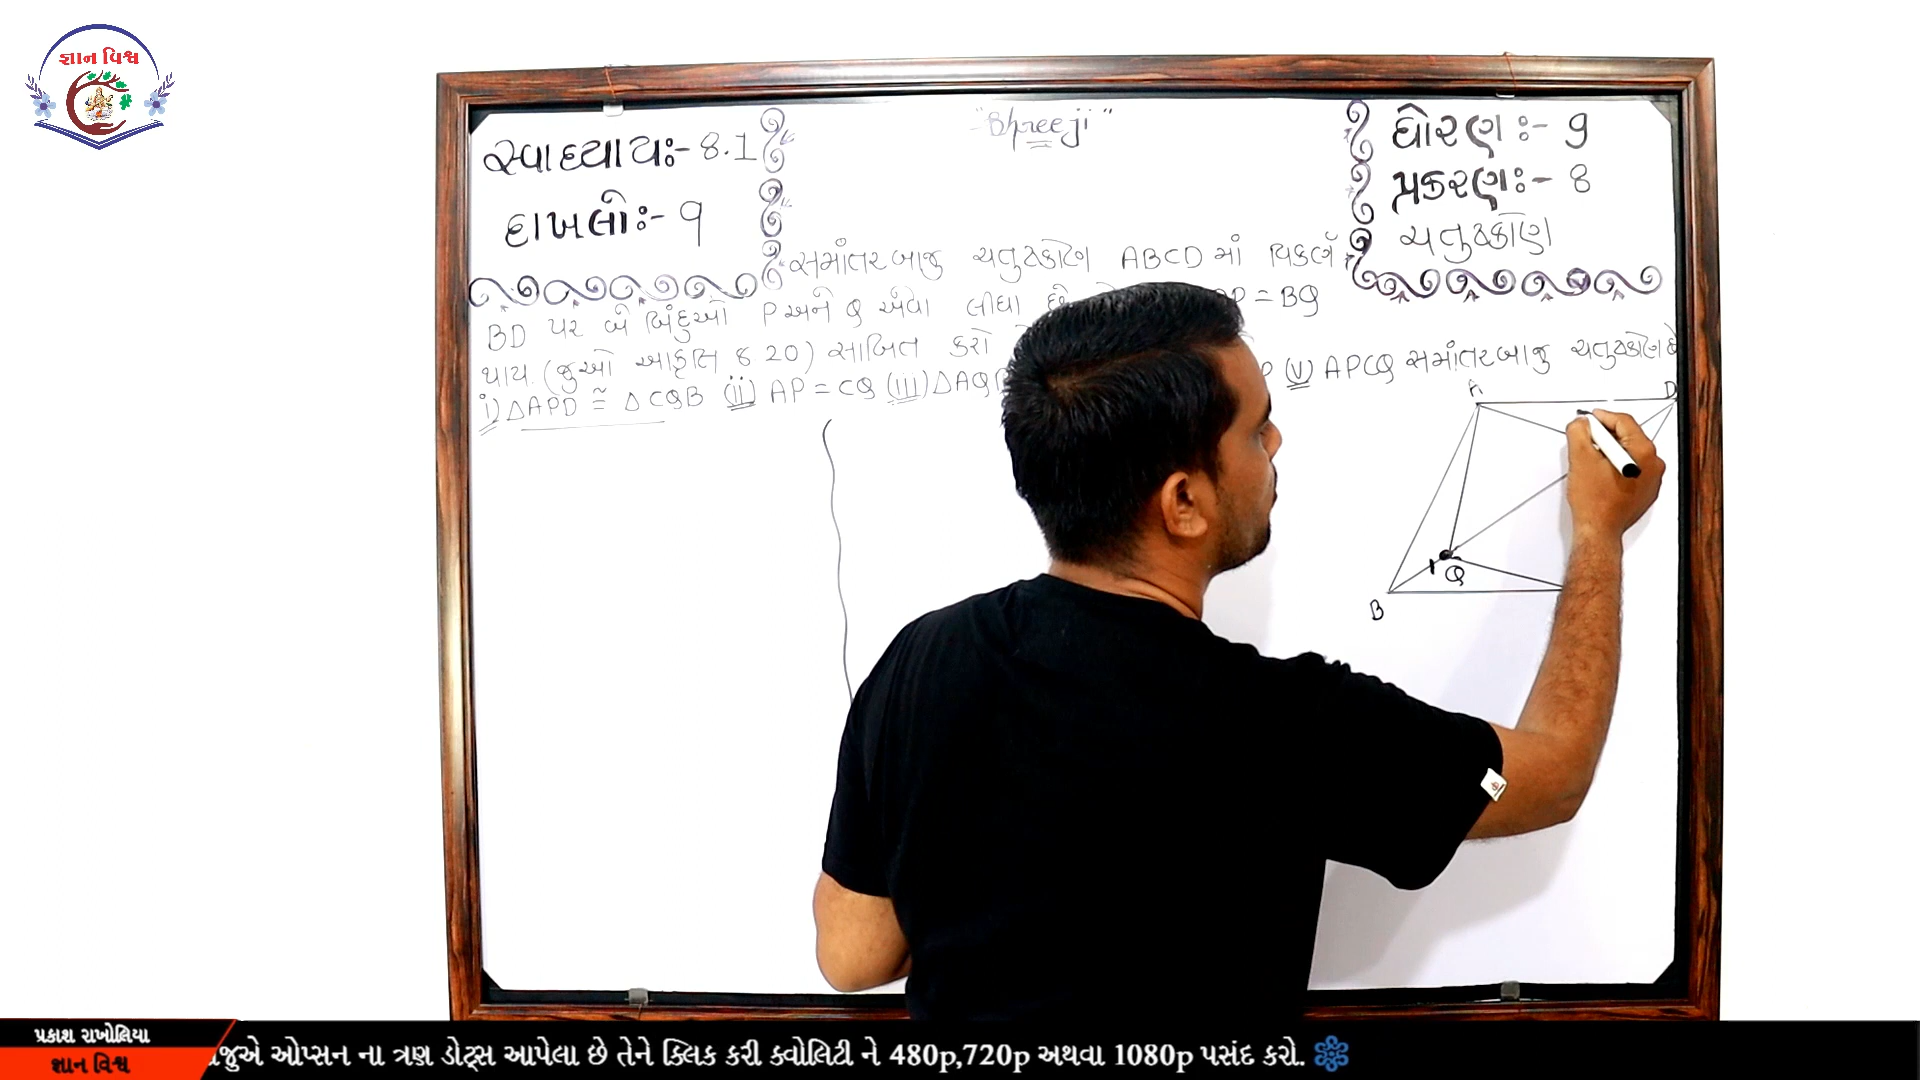 જ્ઞાન વિશ્વ
"Shreeji"
સ્વાધ્યાય:- 8.1
દાખલો:- 9
ધોરણ:- 9
પ્રકરણ:- 8
ચતુષ્કોણ
સમાંતરબાજુ ચતુષ્કોણ ABCD માં વિકર્ણ
BD પર બે બિંદુઓ P અને Q એવા લીધા છે = BQ
થાય. (જુઓ આકૃતિ 8 20) સાબિત કરો (v) APCQ સમાંતરબાજુ ચતુષ્કોણ છે
i) △APD ≅ △CQB (ii) AP = CQ (iii) △AQ
A D
Q
B
પ્રકાશ રાખોલિયા
જ્ઞાન વિશ્વ
ઓપ્સન ના ત્રણ ડોટ્સ આપેલા છે તેને ક્લિક કરી ક્વોલિટી ને 480p,720p અથવા 1080p પસંદ કરો.